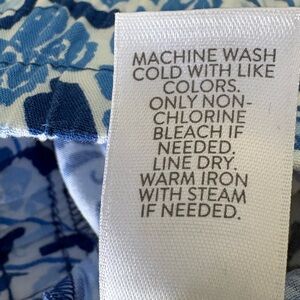 MACHINE WASH
COLD WITH LIKE
COLORS.
ONLY NON-
CHLORINE
BLEACH IF
NEEDED.
LINE DRY.
WARM IRON
WITH STEAM
IF NEEDED.